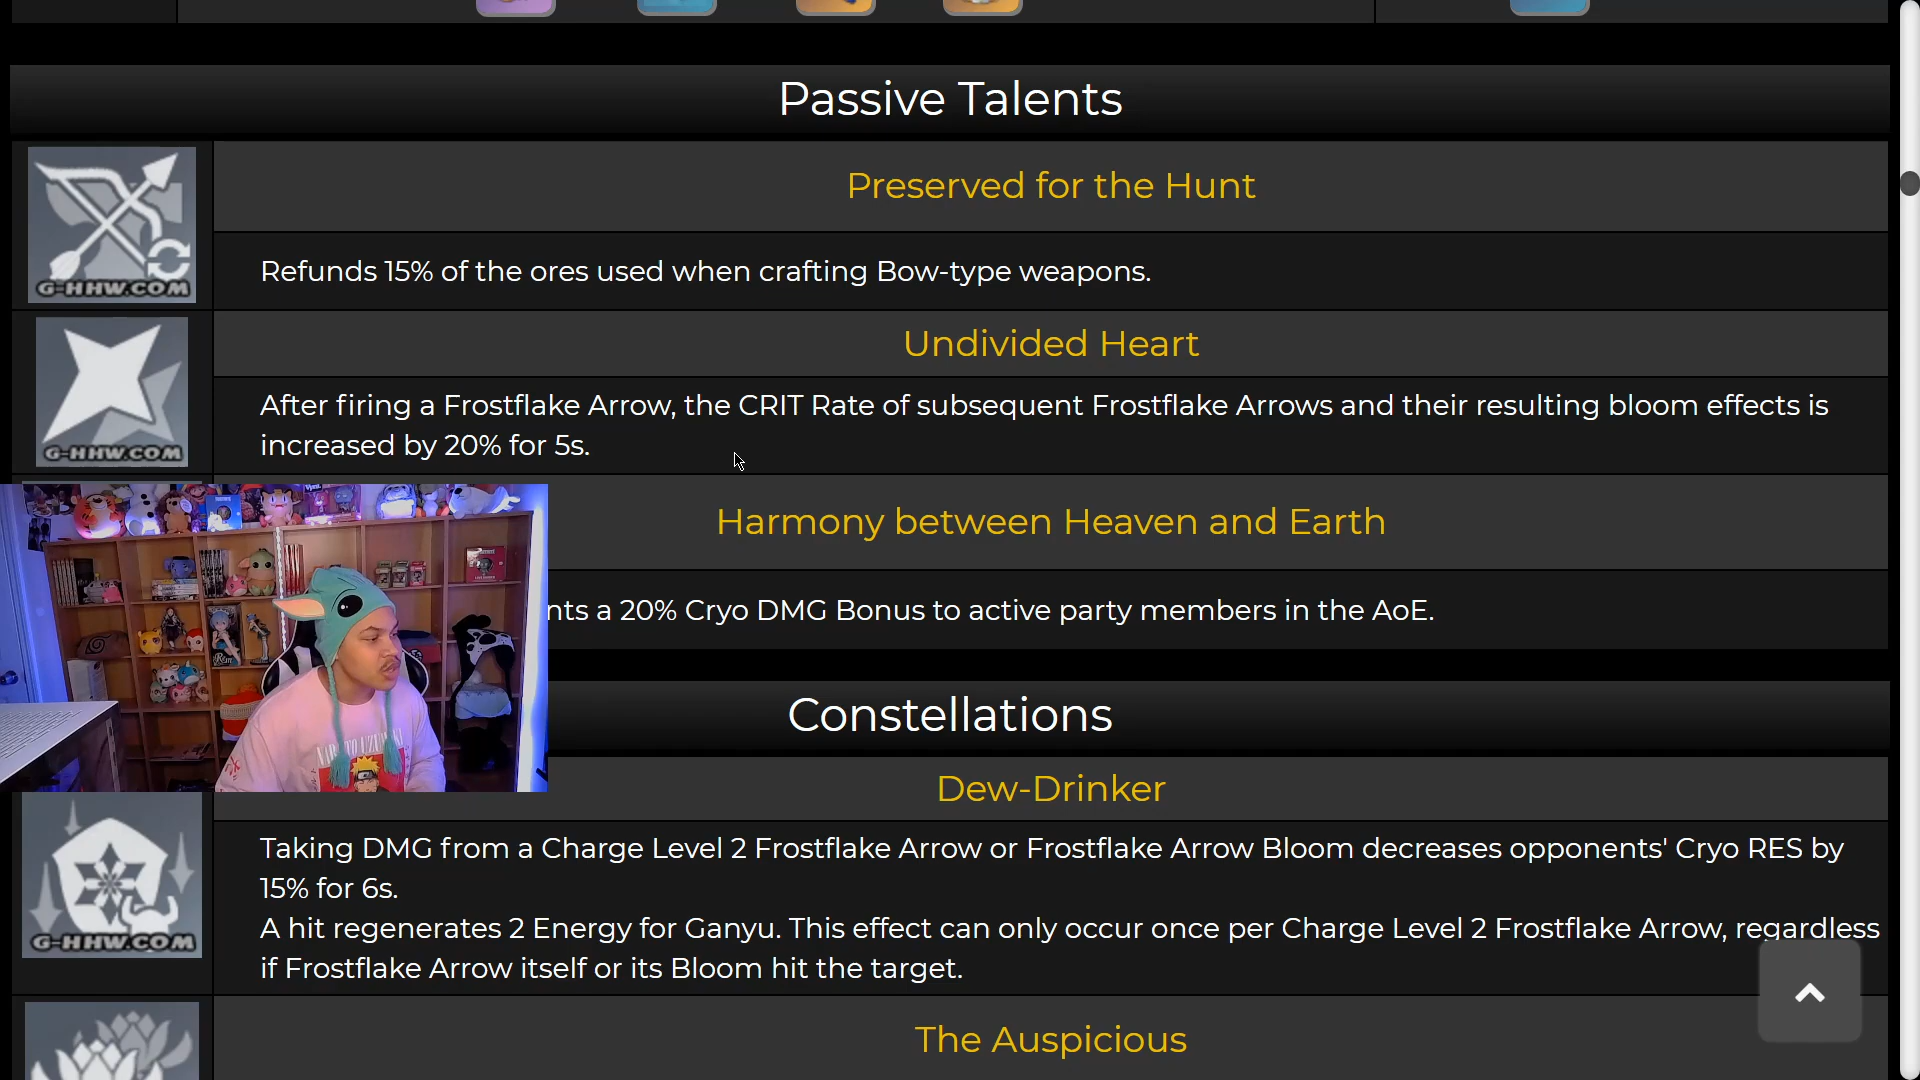 Passive Talents
Preserved for the Hunt
G-HHW.COM
Refunds 15% of the ores used when crafting Bow-type weapons.
Undivided Heart
G-HHW.COM
After firing a Frostflake Arrow, the CRIT Rate of subsequent Frostflake Arrows and their resulting bloom effects is
increased by 20% for 5s.
Harmony between Heaven and Earth
nts a 20% Cryo DMG Bonus to active party members in the AoE.
Constellations
Dew-Drinker
G-HHW.COM
Taking DMG from a Charge Level 2 Frostflake Arrow or Frostflake Arrow Bloom decreases opponents' Cryo RES by
15% for 6s.
A hit regenerates 2 Energy for Ganyu. This effect can only occur once per Charge Level 2 Frostflake Arrow, regardless
if Frostflake Arrow itself or its Bloom hit the target.
The Auspicious